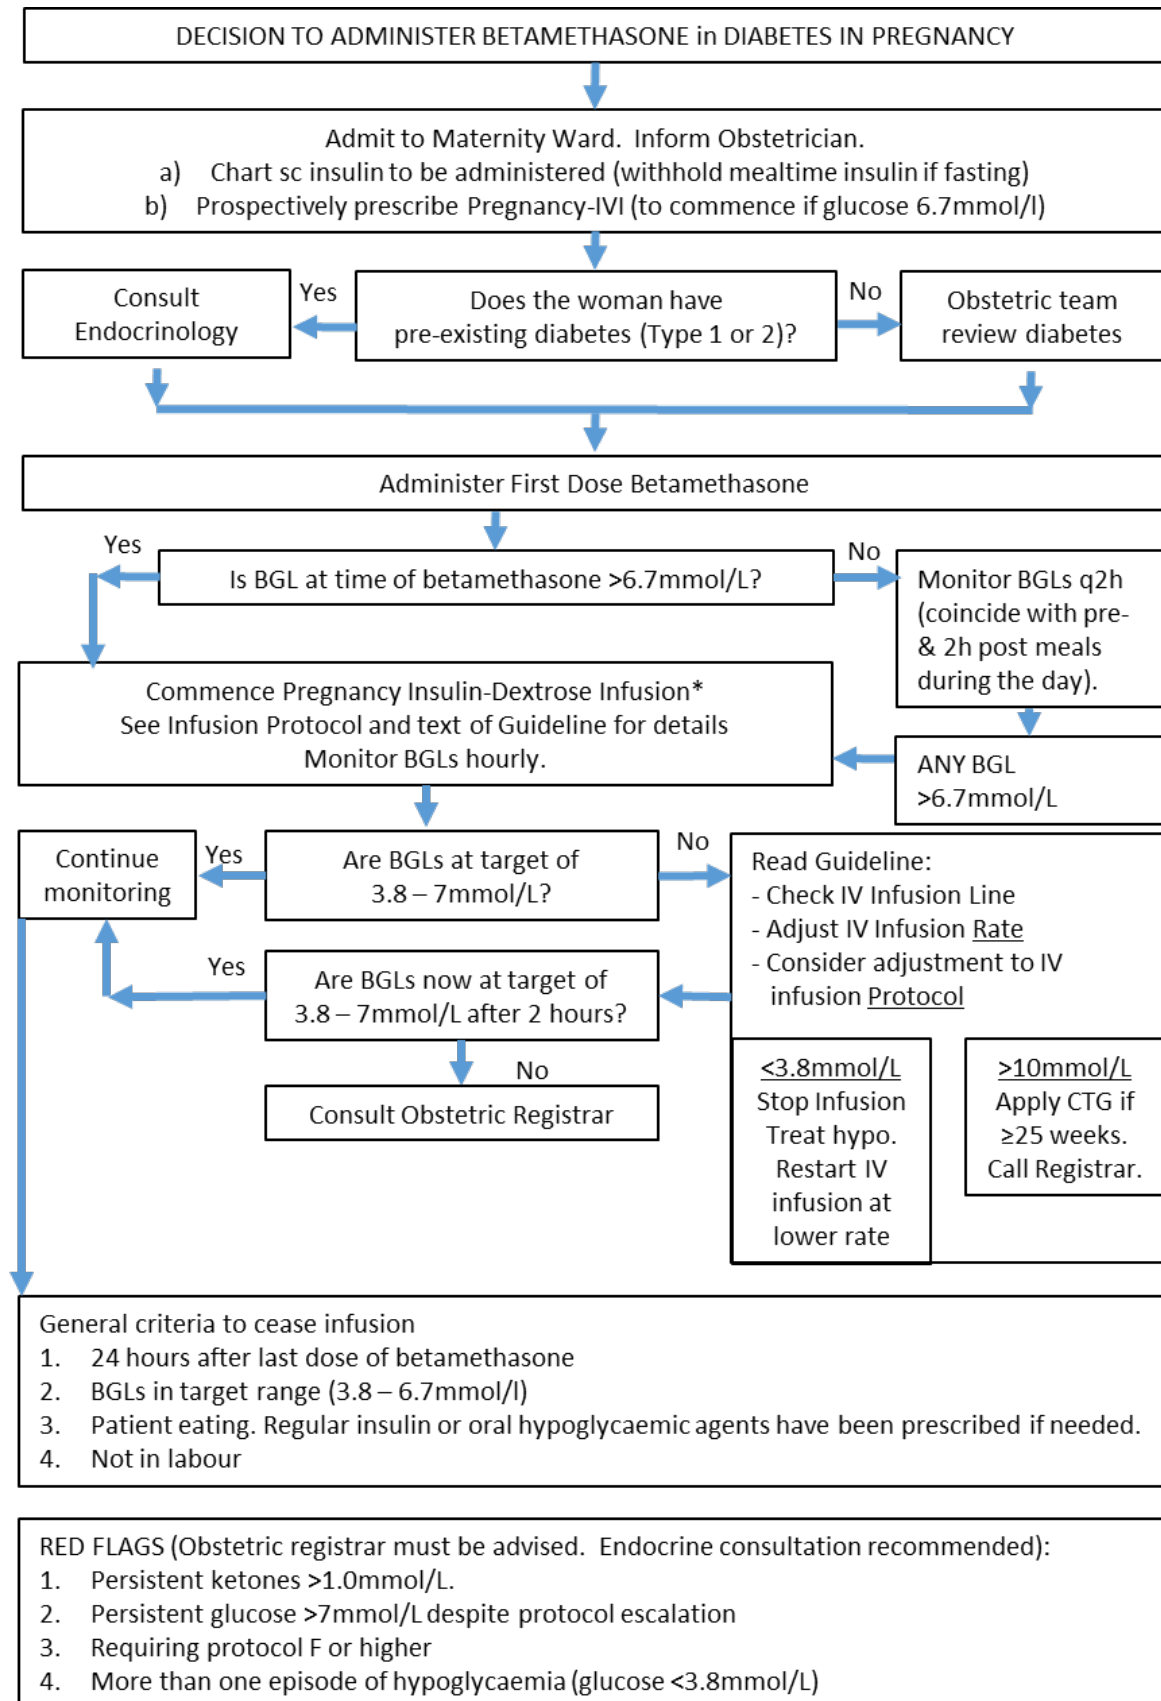 DECISION TO ADMINISTER BETAMETHASONE in DIABETES IN PREGNANCY
Admit to Maternity Ward.  Inform Obstetrician.
a) Chart sc insulin to be administered (withhold mealtime insulin if fasting)
b) Prospectively prescribe Pregnancy-IVI (to commence if glucose 6.7mmol/l)
Consult
Endocrinology
Yes
Does the woman have
pre-existing diabetes (Type 1 or 2)?
No
Obstetric team
review diabetes
Administer First Dose Betamethasone
Yes
Is BGL at time of betamethasone >6.7mmol/L?
No
Monitor BGLs q2h
(coincide with pre-
& 2h post meals
during the day).
Commence Pregnancy Insulin-Dextrose Infusion*
See Infusion Protocol and text of Guideline for details
Monitor BGLs hourly.
ANY BGL
>6.7mmol/L
Continue
monitoring
Yes
Are BGLs at target of
3.8 – 7mmol/L?
No
Read Guideline:
- Check IV Infusion Line
- Adjust IV Infusion Rate
- Consider adjustment to IV
infusion Protocol
Yes
Are BGLs now at target of
3.8 – 7mmol/L after 2 hours?
No
Consult Obstetric Registrar
<3.8mmol/L
Stop Infusion
Treat hypo.
Restart IV
infusion at
lower rate
>10mmol/L
Apply CTG if
≥25 weeks.
Call Registrar.
General criteria to cease infusion
1. 24 hours after last dose of betamethasone
2. BGLs in target range (3.8 – 6.7mmol/l)
3. Patient eating. Regular insulin or oral hypoglycaemic agents have been prescribed if needed.
4. Not in labour
RED FLAGS (Obstetric registrar must be advised.  Endocrine consultation recommended):
1. Persistent ketones >1.0mmol/L.
2. Persistent glucose >7mmol/L despite protocol escalation
3. Requiring protocol F or higher
4. More than one episode of hypoglycaemia (glucose <3.8mmol/L)